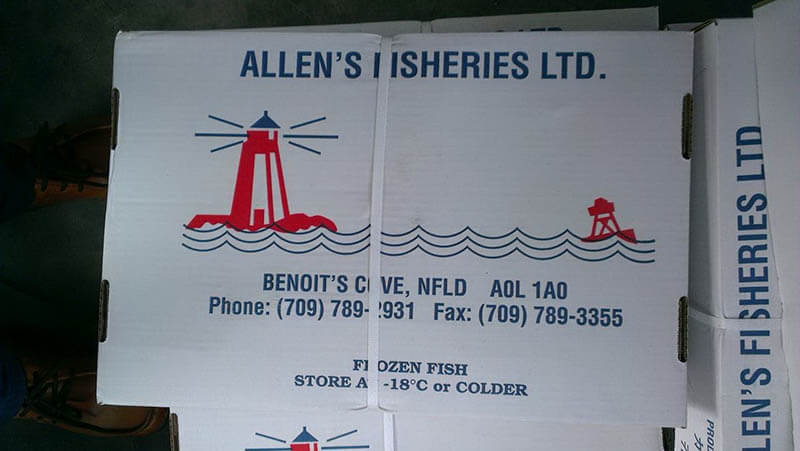 ALLEN'S FISHERIES LTD.
BENOIT'S COVE, NFLD A0L 1A0
Phone: (709) 789-2931 Fax: (709) 789-3355
FROZEN FISH
STORE AT -18°C or COLDER
LEN'S FISHERIES LTD